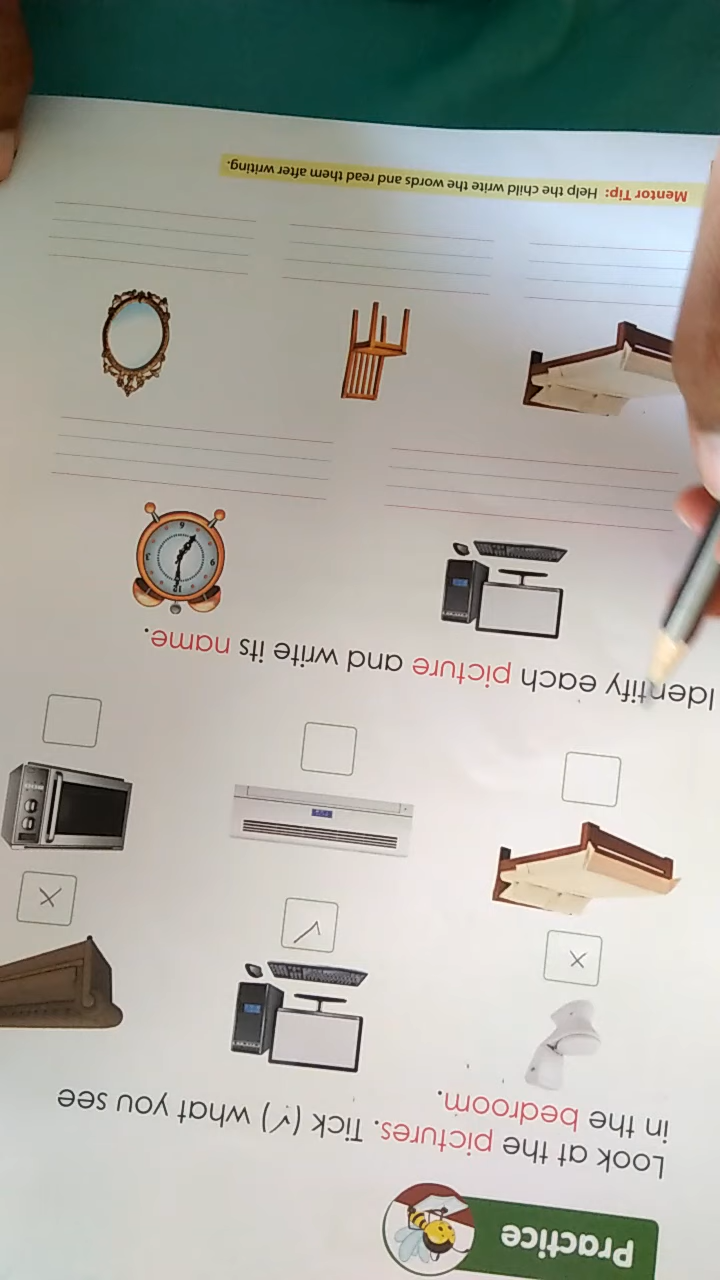 Practice
Look at the pictures. Tick (✓) what you see
in the bedroom.
Identify each picture and write its name.
Mentor Tip: Help the child write the words and read them after writing.